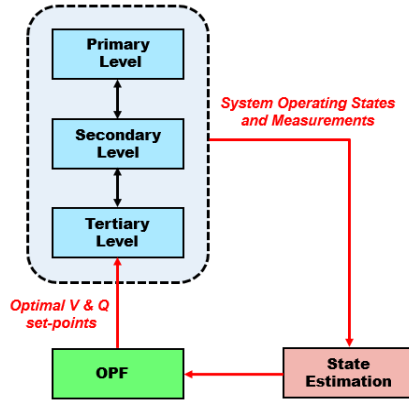 Primary
Level
System Operating States
and Measurements
Secondary
Level
Tertiary
Level
Optimal V & Q
set-points
OPF
State
Estimation